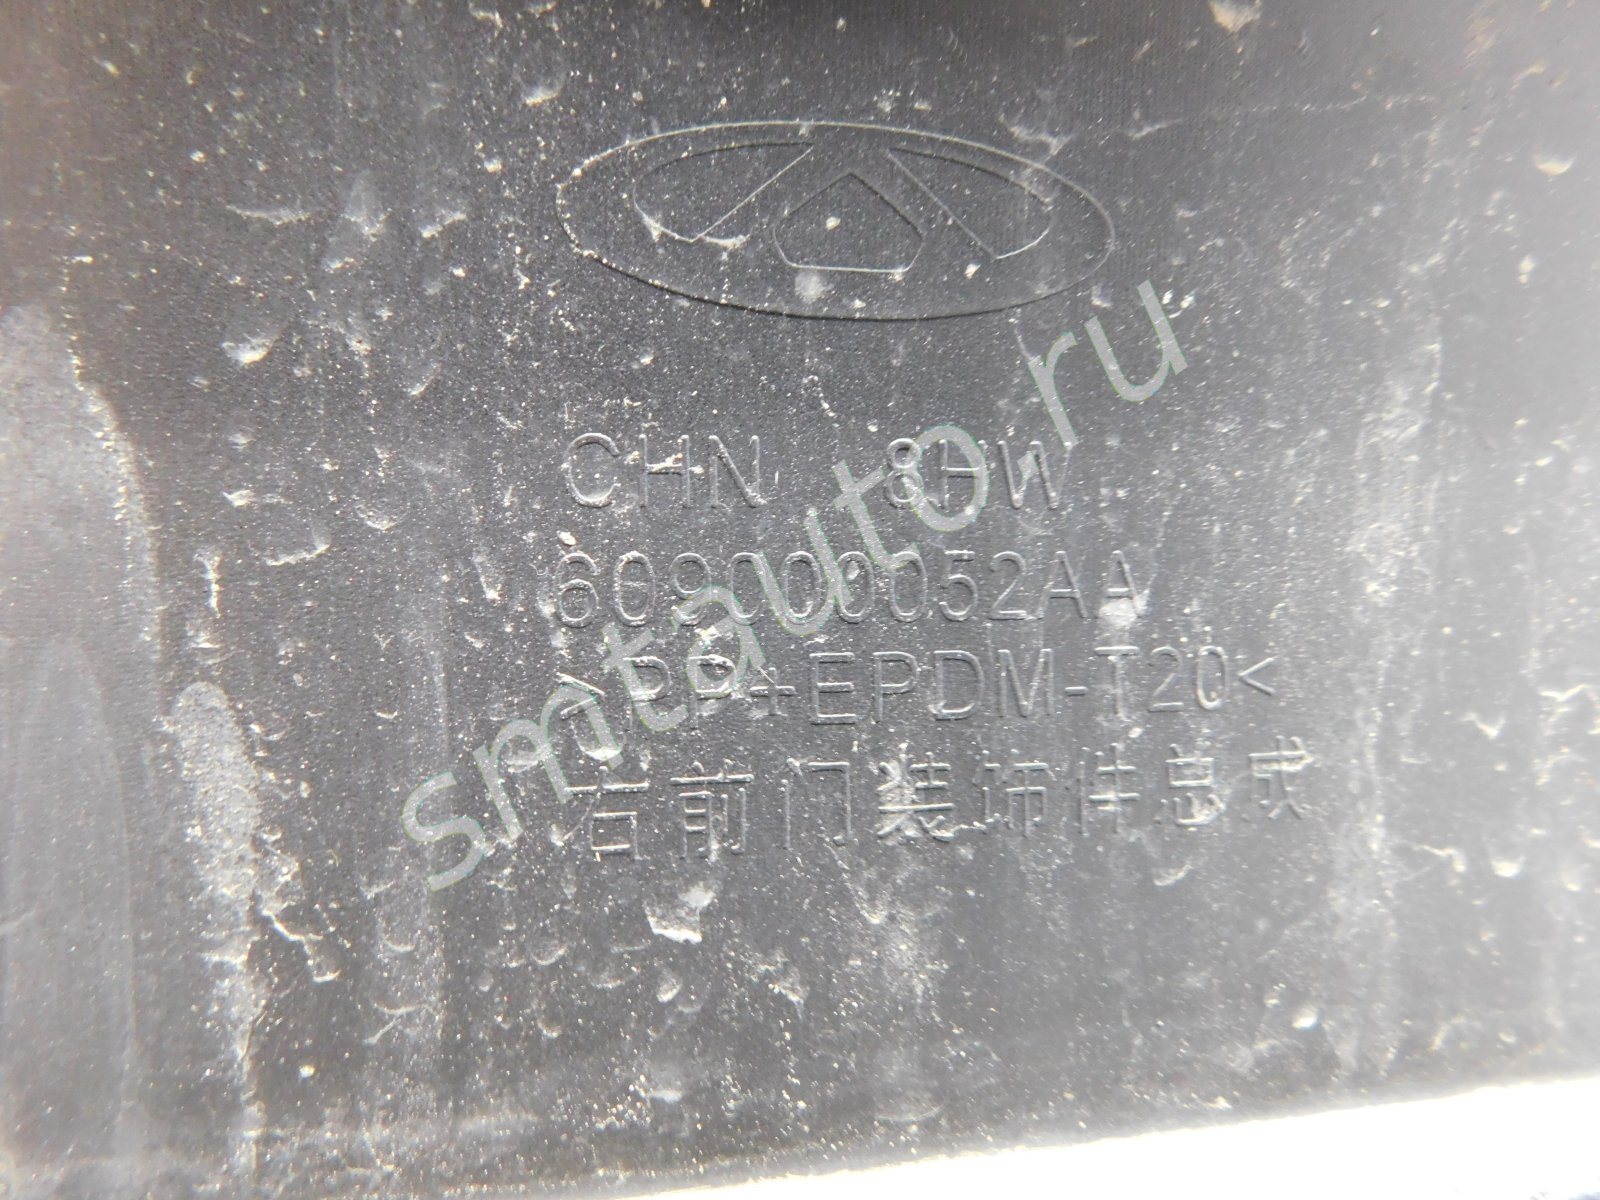 CHN 8HW
609000052AA
>PP+EPDM-T20<
右前门装饰件总成
smtauto.ru